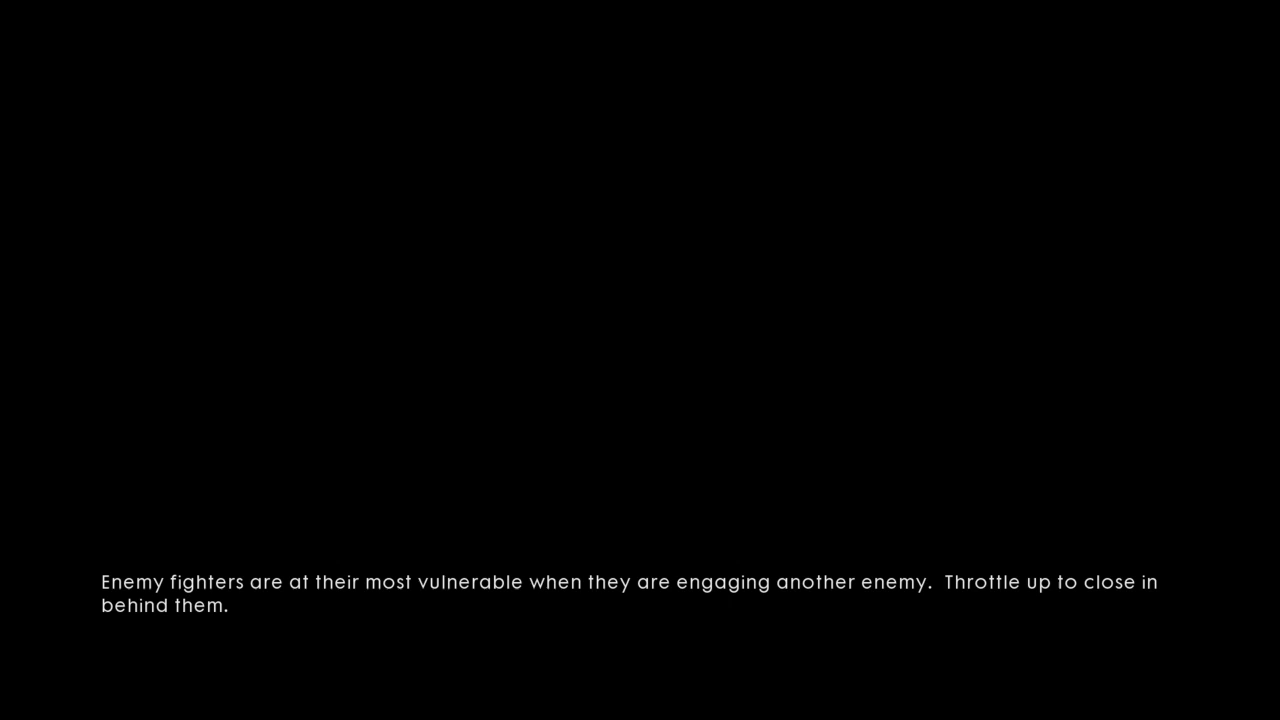 Enemy fighters are at their most vulnerable when they are engaging another enemy.  Throttle up to close in
behind them.